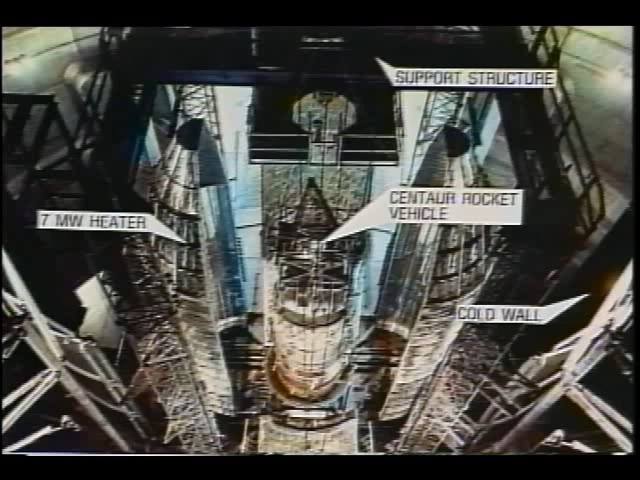 SUPPORT STRUCTURE
CENTAUR ROCKET
VEHICLE
7 MW HEATER
COLD WALL